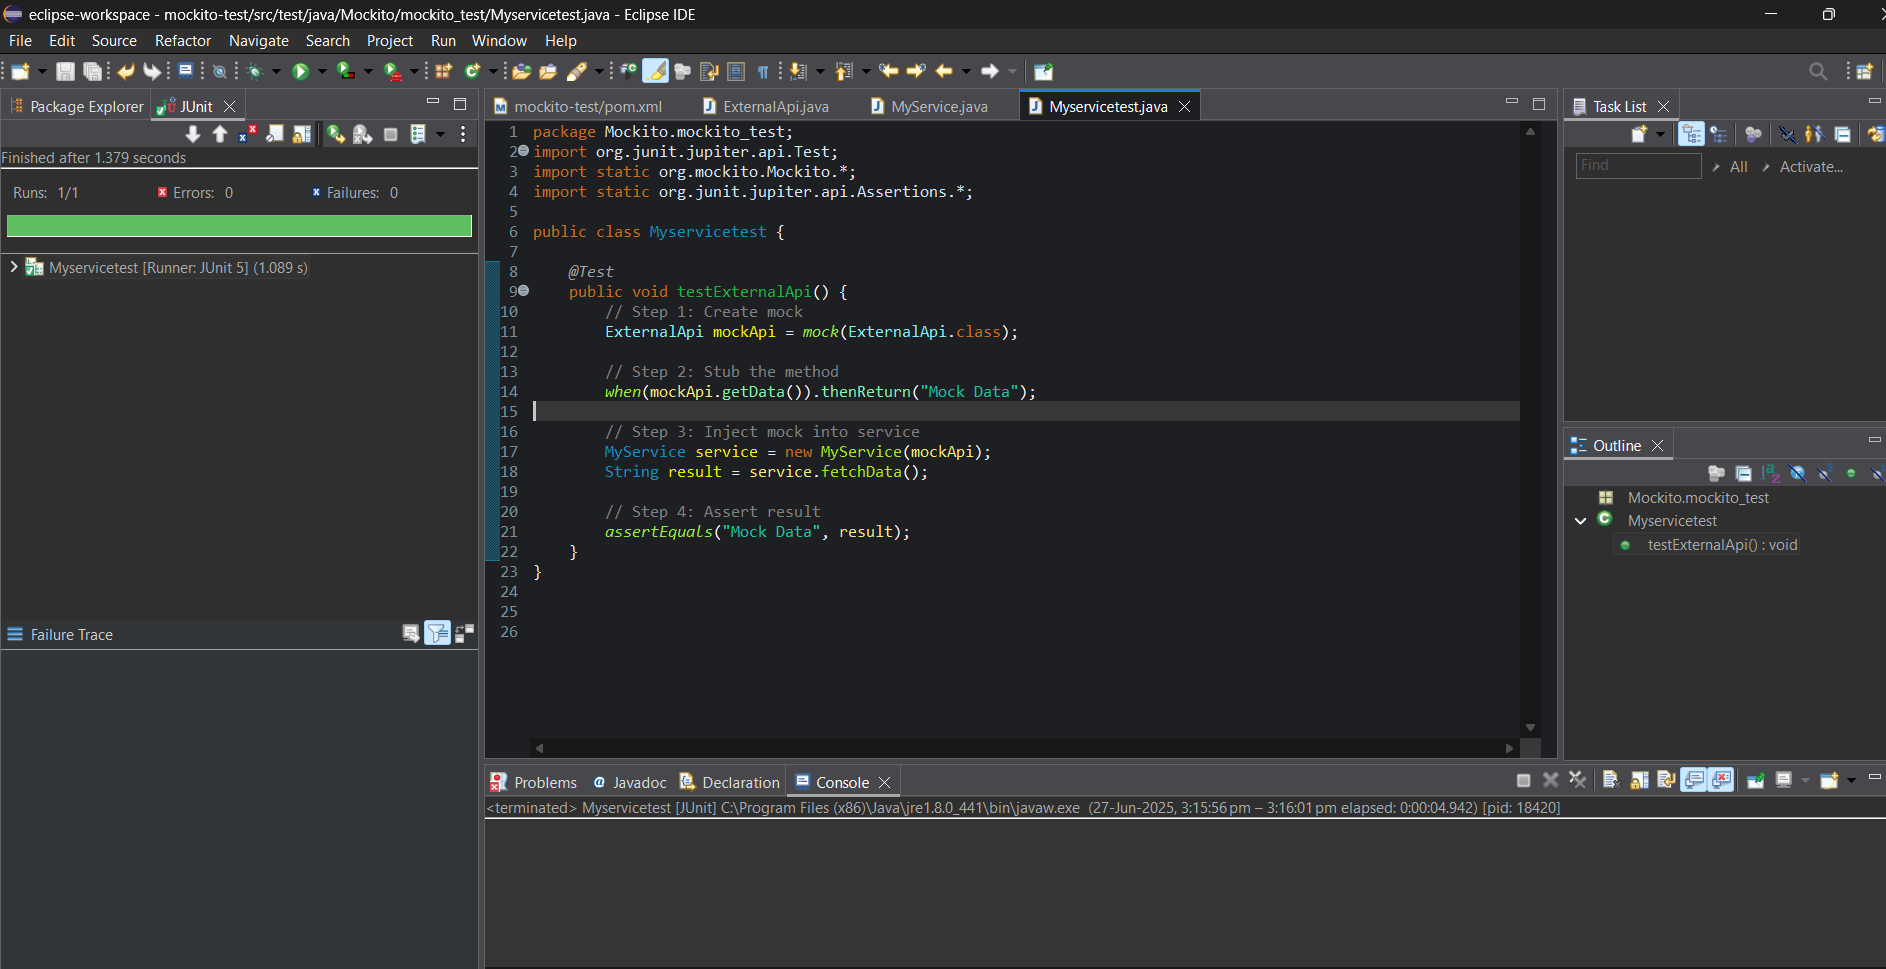 eclipse-workspace - mockito-test/src/test/java/Mockito/mockito_test/Myservicetest.java - Eclipse IDE
File Edit Source Refactor Navigate Search Project Run Window Help
Package Explorer JUnit
Finished after 1.379 seconds
Runs: 1/1 Errors: 0 Failures: 0
Myservicetest [Runner: JUnit 5] (1.089 s)
Failure Trace
mockito-test/pom.xml ExternalApi.java MyService.java Myservicetest.java
1 package Mockito.mockito_test;
2 import org.junit.jupiter.api.Test;
3 import static org.mockito.Mockito.*;
4 import static org.junit.jupiter.api.Assertions.*;
5
6 public class Myservicetest {
7
8 @Test
9 public void testExternalApi() {
10 // Step 1: Create mock
11 ExternalApi mockApi = mock(ExternalApi.class);
12
13 // Step 2: Stub the method
14 when(mockApi.getData()).thenReturn("Mock Data");
15
16 // Step 3: Inject mock into service
17 MyService service = new MyService(mockApi);
18 String result = service.fetchData();
19
20 // Step 4: Assert result
21 assertEquals("Mock Data", result);
22 }
23 }
24
25
26
Task List
Find All Activate...
Outline
Mockito.mockito_test
Myservicetest
testExternalApi() : void
Problems Javadoc Declaration Console
<terminated> Myservicetest [JUnit] C:\Program Files (x86)\Java\jre1.8.0_441\bin\javaw.exe (27-Jun-2025, 3:15:56 pm – 3:16:01 pm elapsed: 0:00:04.942) [pid: 18420]